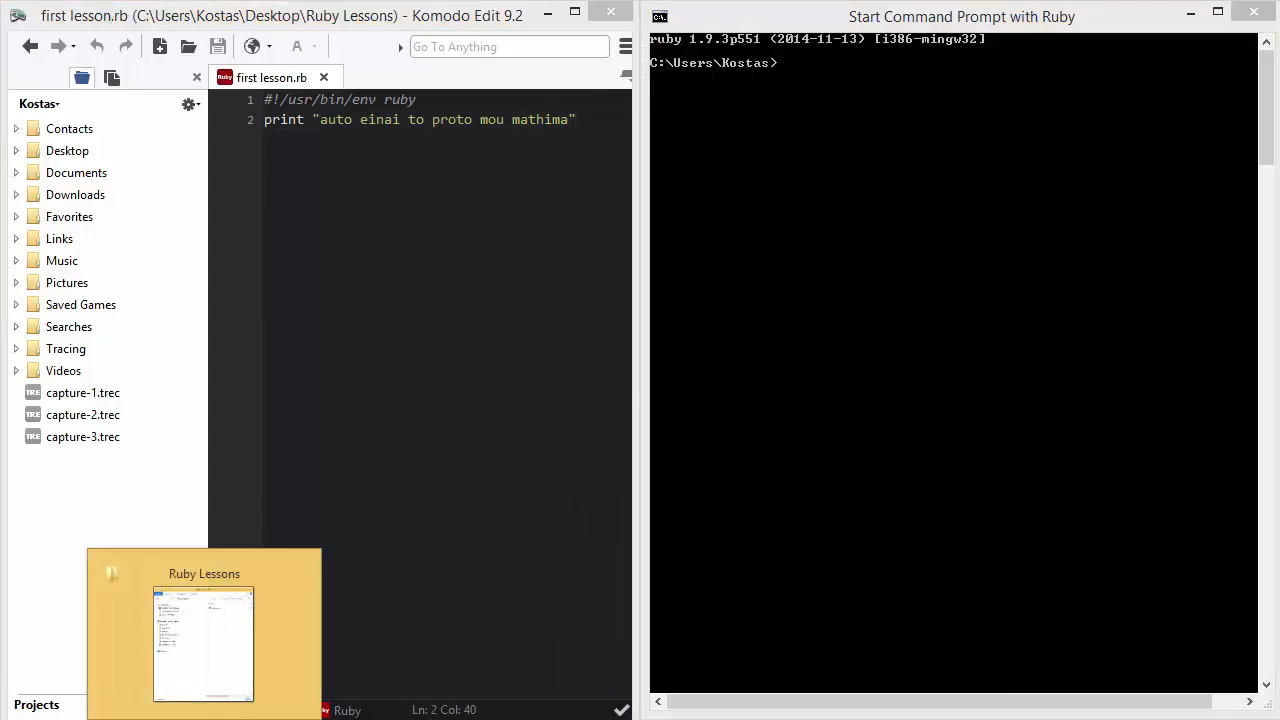 first lesson.rb (C:\Users\Kostas\Desktop\Ruby Lessons) - Komodo Edit 9.2
Go To Anything
first lesson.rb
Kostas
Contacts
Desktop
Documents
Downloads
Favorites
Links
Music
Pictures
Saved Games
Searches
Tracing
Videos
TRE capture-1.trec
TRE capture-2.trec
TRE capture-3.trec
Projects
Ruby
1 #!/usr/bin/env ruby
2 print "auto einai to proto mou mathima"
Ruby Lessons
Ruby
Ln: 2 Col: 40
C:\.
Start Command Prompt with Ruby
ruby 1.9.3p551 (2014-11-13) [i386-mingw32]
C:\Users\Kostas>